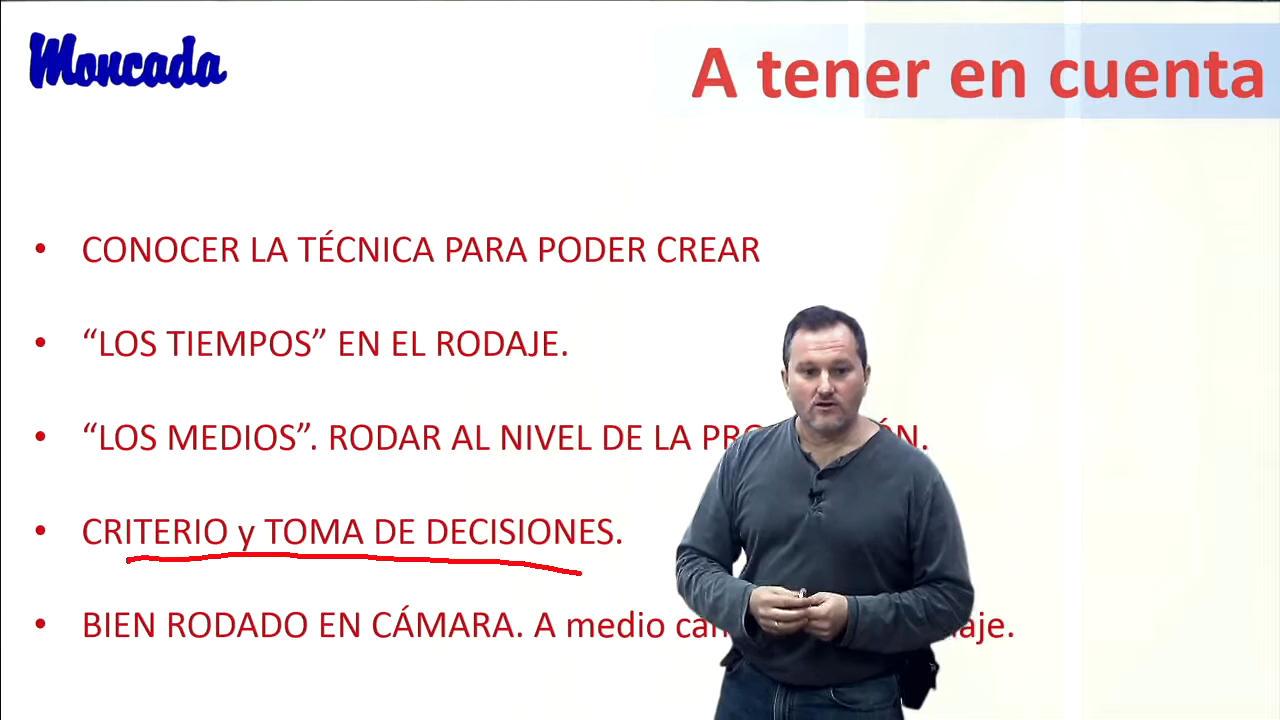 Moncada
A tener en cuenta
• CONOCER LA TÉCNICA PARA PODER CREAR
• “LOS TIEMPOS” EN EL RODAJE.
• “LOS MEDIOS”. RODAR AL NIVEL DE LA
• CRITERIO y TOMA DE DECISIONES.
• BIEN RODADO EN CÁMARA. A medio